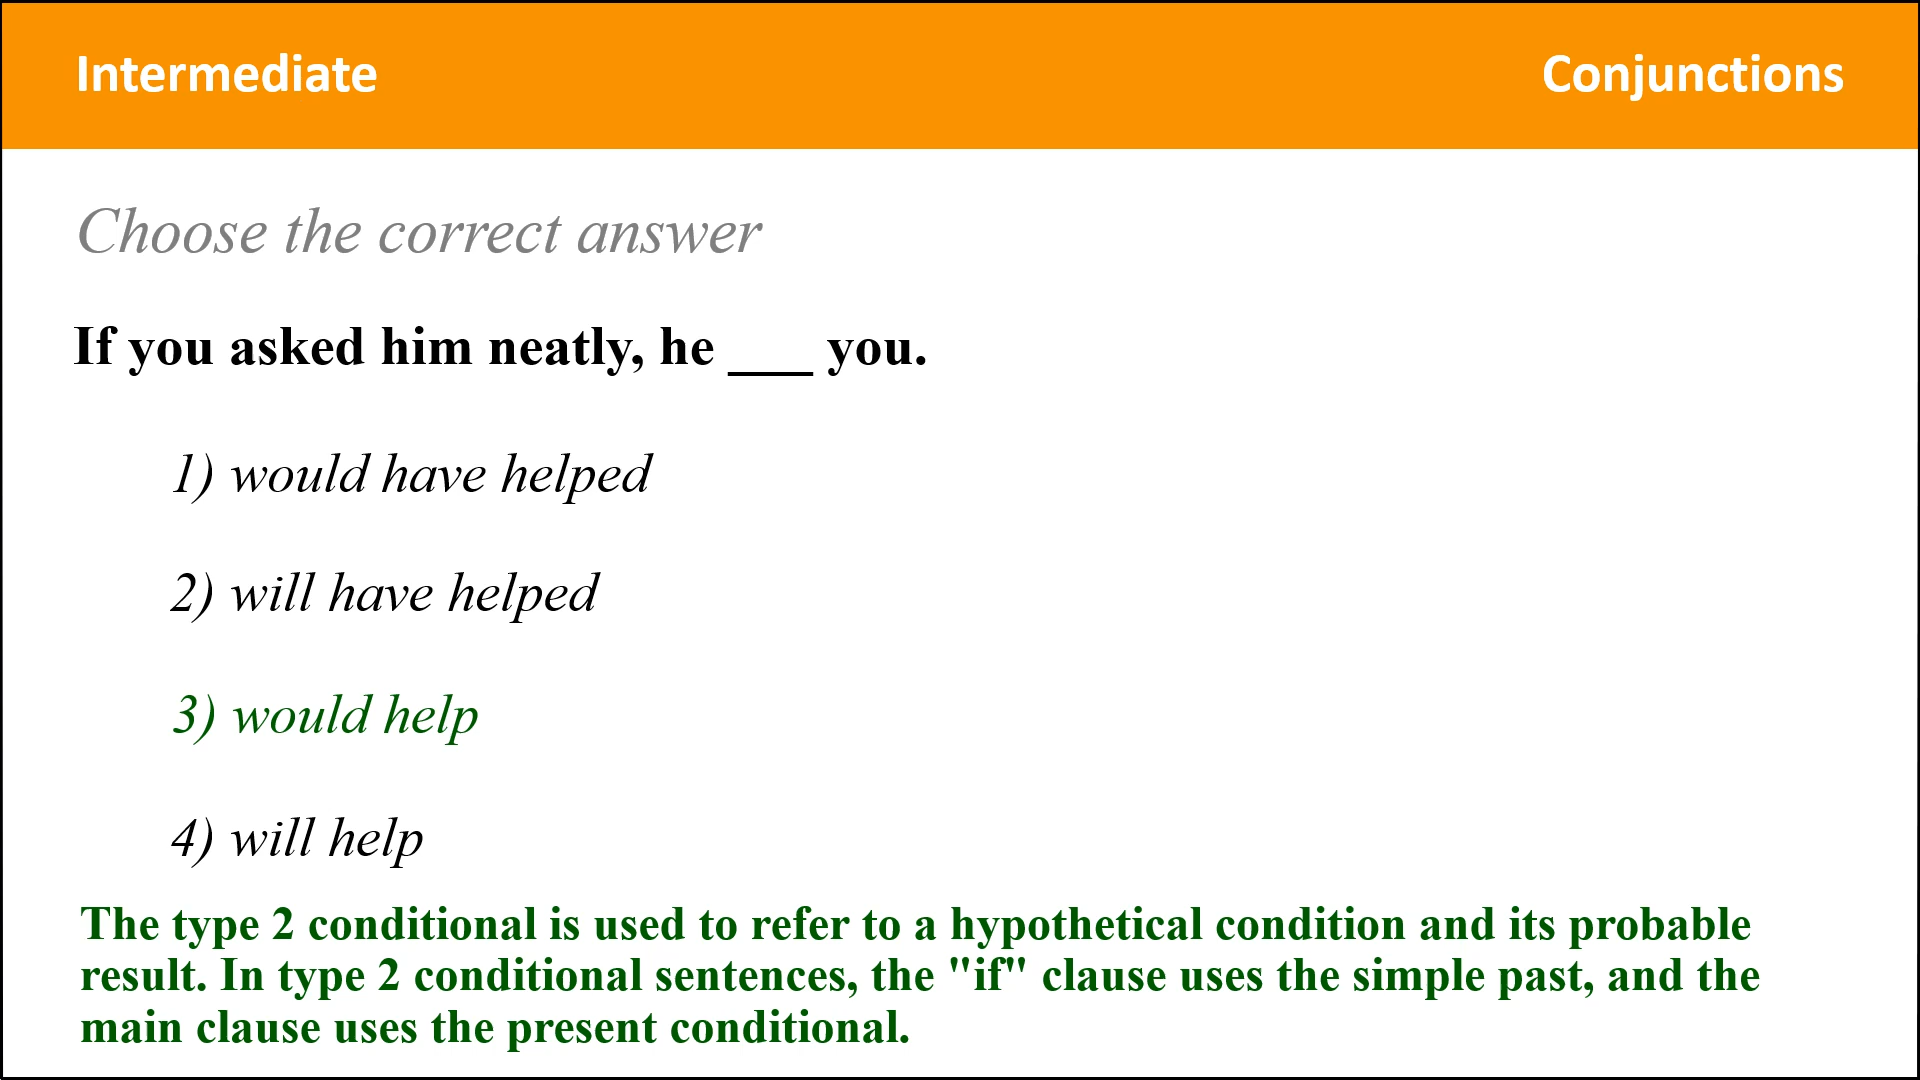 Intermediate Conjunctions
Choose the correct answer
If you asked him neatly, he ___ you.
1) would have helped
2) will have helped
3) would help
4) will help
The type 2 conditional is used to refer to a hypothetical condition and its probable
result. In type 2 conditional sentences, the "if" clause uses the simple past, and the
main clause uses the present conditional.